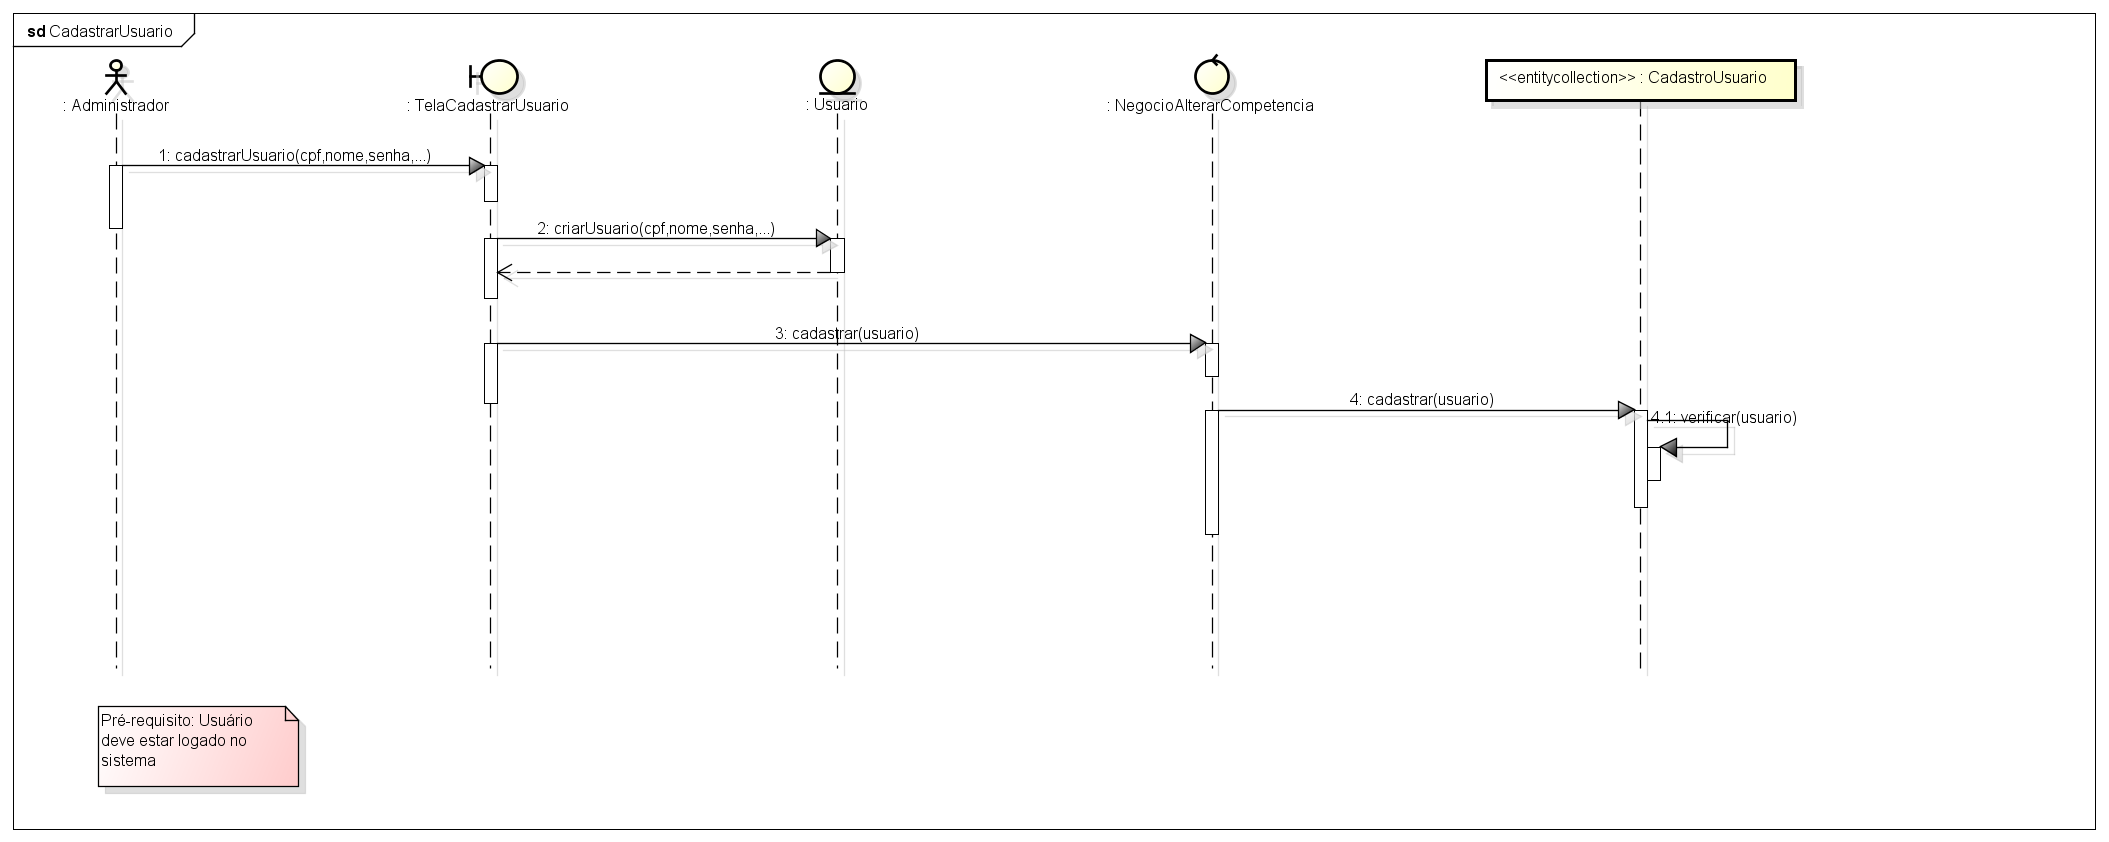 sd CadastrarUsuario
: Administrador
: TelaCadastrarUsuario
: Usuario
: NegocioAlterarCompetencia
<<entitycollection>> : CadastroUsuario
1: cadastrarUsuario(cpf,nome,senha,...)
2: criarUsuario(cpf,nome,senha,...)
3: cadastrar(usuario)
4: cadastrar(usuario)
4.1: verificar(usuario)
Pré-requisito: Usuário
deve estar logado no
sistema